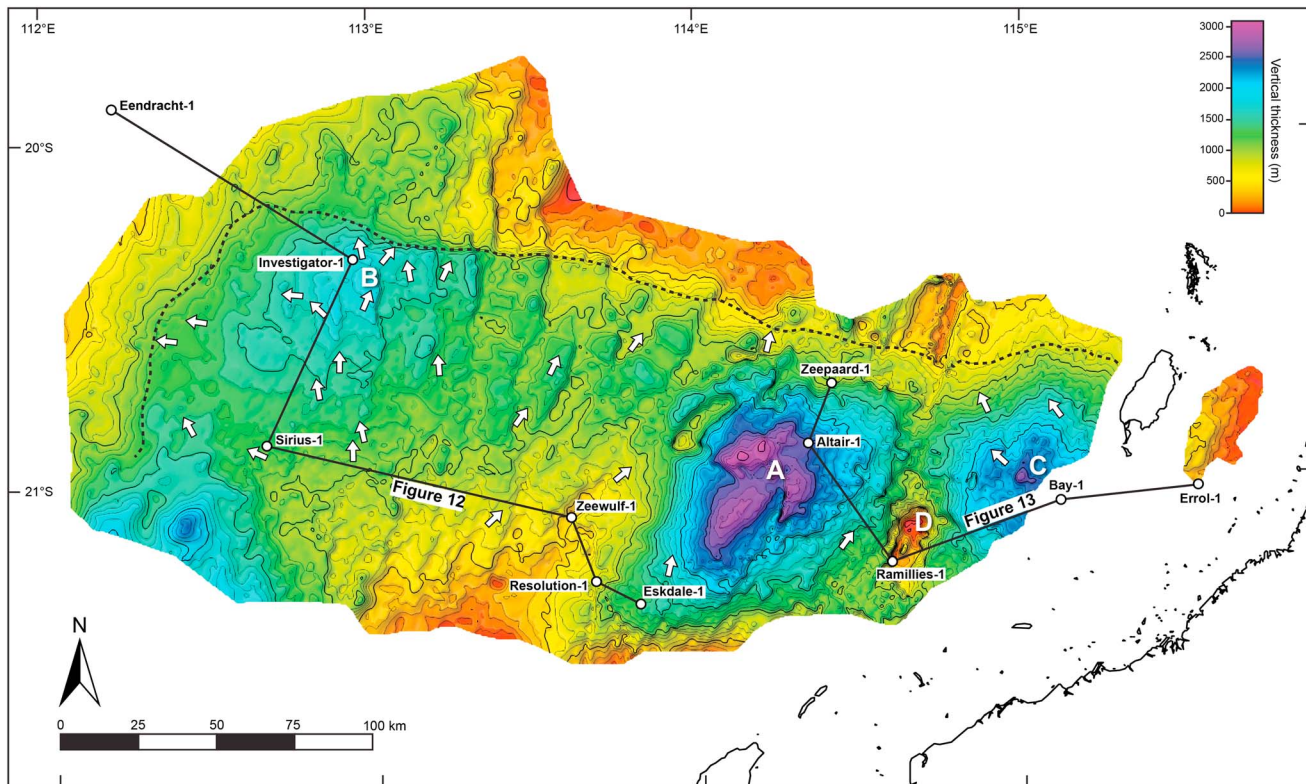 112°E
113°E
114°E
115°E
3000
2500
2000
1500
1000
500
0
Vertical thickness (m)
Eendracht-1
20°S
Investigator-1
B
Zeepaard-1
Sirius-1
Altair-1
A
C
21°S
Figure 12
Bay-1
Errol-1
Zeewulf-1
D
Figure 13
Ramillies-1
Resolution-1
Eskdale-1
N
0
25
50
75
100 km